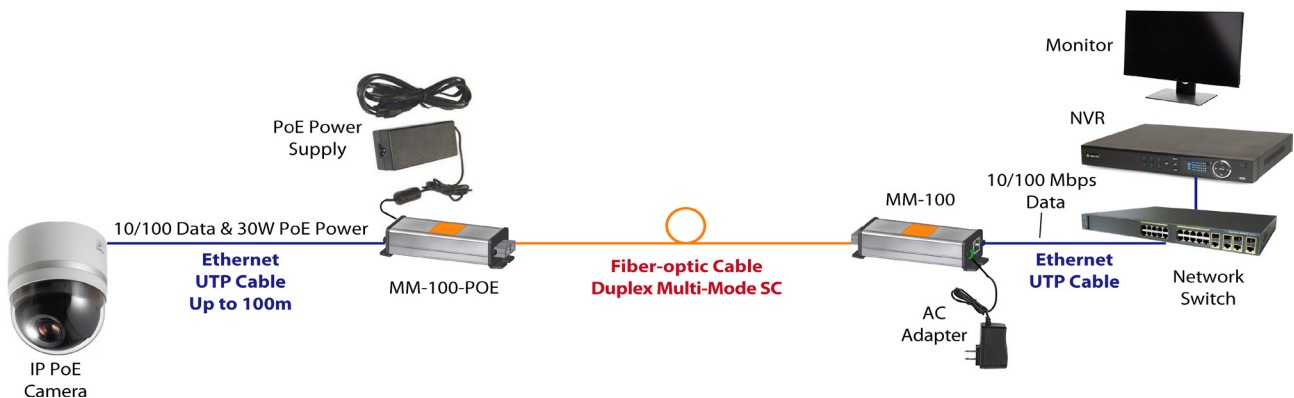 Monitor
PoE Power
Supply
NVR
10/100 Mbps
Data
MM-100
10/100 Data & 30W PoE Power
Ethernet
UTP Cable
Up to 100m
MM-100-POE
Fiber-optic Cable
Duplex Multi-Mode SC
Ethernet
UTP Cable
Network
Switch
AC
Adapter
IP PoE
Camera